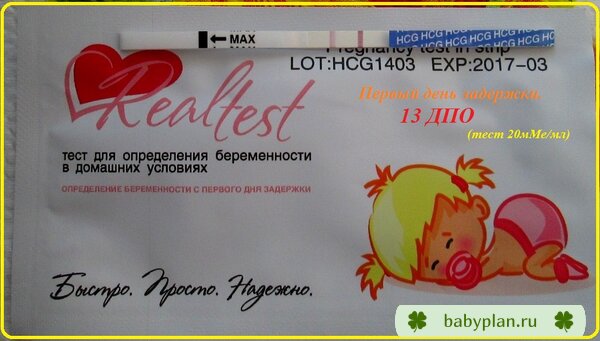 MAX
HCG HCG HCG HCG HCG HCG
Pregnancy test in strip
LOT:HCG1403 EXP:2017-03
Realtest
Первый день задержки
13 ДПО
(тест 20мМе/мл)
тест для определения беременности
в домашних условиях
ОПРЕДЕЛЕНИЕ БЕРЕМЕННОСТИ С ПЕРВОГО ДНЯ ЗАДЕРЖКИ
Быстро. Просто. Надежно.
babyplan.ru